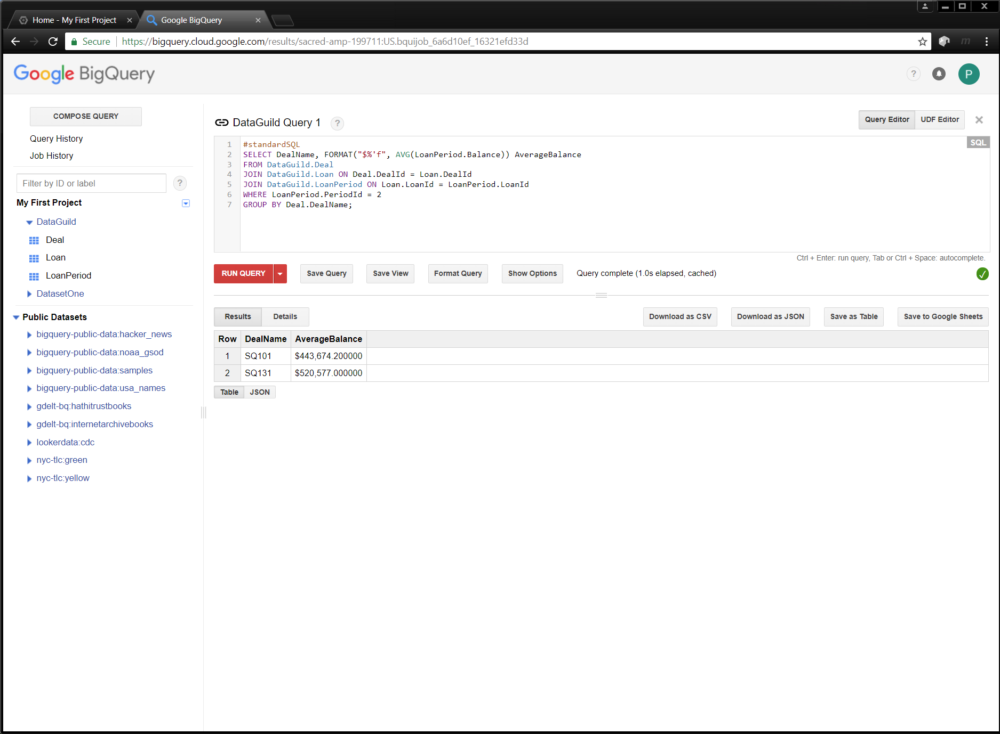 Home - My First Project
Google BigQuery
Secure https://bigquery.cloud.google.com/results/sacred-amp-199711:US.bquijob_6a6d10ef_16321efd33d
m
Google BigQuery
?
P
COMPOSE QUERY
Query History
Job History
Filter by ID or label
?
My First Project
DataGuild
Deal
Loan
LoanPeriod
DatasetOne
Public Datasets
bigquery-public-data:hacker_news
bigquery-public-data:noaa_gsod
bigquery-public-data:samples
bigquery-public-data:usa_names
gdelt-bq:hathitrustbooks
gdelt-bq:internetarchivebooks
lookerdata:cdc
nyc-tlc:green
nyc-tlc:yellow
DataGuild Query 1 ?
Query Editor UDF Editor
SQL
1 #standardSQL
2 SELECT DealName, FORMAT("$%'f", AVG(LoanPeriod.Balance)) AverageBalance
3 FROM DataGuild.Deal
4 JOIN DataGuild.Loan ON Deal.DealId = Loan.DealId
5 JOIN DataGuild.LoanPeriod ON Loan.LoanId = LoanPeriod.LoanId
6 WHERE LoanPeriod.PeriodId = 2
7 GROUP BY Deal.DealName;
Ctrl + Enter: run query, Tab or Ctrl + Space: autocomplete.
RUN QUERY Save Query Save View Format Query Show Options Query complete (1.0s elapsed, cached)
Results Details Download as CSV Download as JSON Save as Table Save to Google Sheets
Row DealName AverageBalance
1 SQ101 $443,674.200000
2 SQ131 $520,577.000000
Table JSON